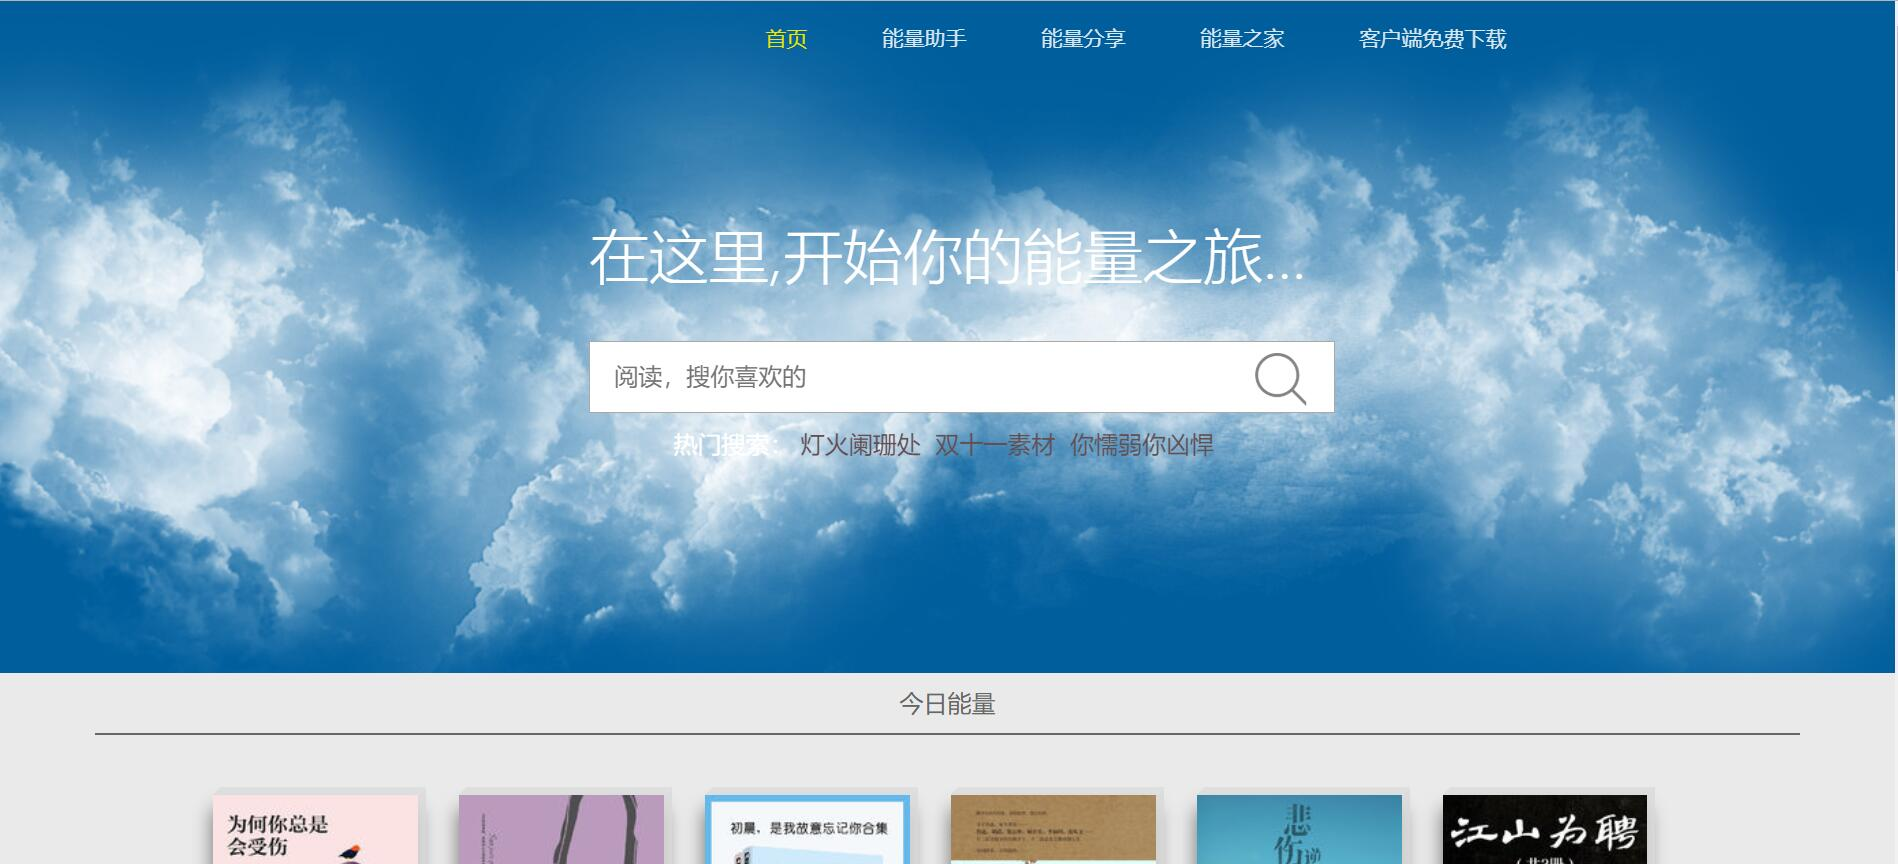 首页 能量助手 能量分享 能量之家 客户端免费下载
在这里,开始你的能量之旅...
阅读，搜你喜欢的
热门搜索： 灯火阑珊处 双十一素材 你懦弱你凶悍
今日能量
为何你总是
会受伤
初晨、是我故意忘记你合集
悲伤逆
江山为聘
（共2册）